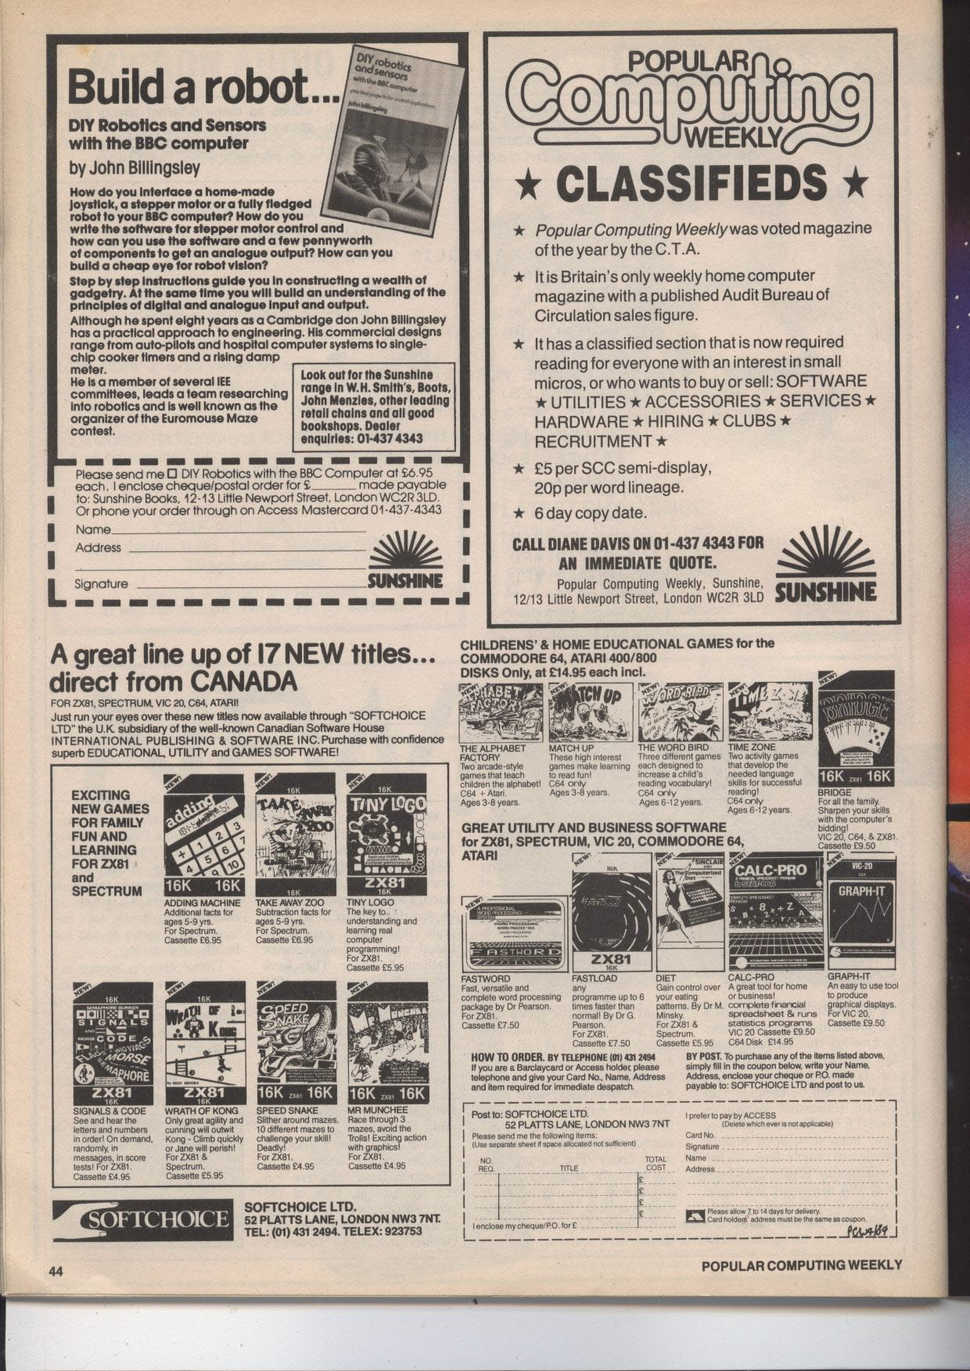 Build a robot...
DIY Robotics and Sensors
with the BBC computer
by John Billingsley
How do you interface a home-made
joystick, a stepper motor or a fully fledged
robot to your BBC computer? How do you
write the software for stepper motor control and
how can you use the software and a few pennyworth
of components to get an analogue output? How can you
build a cheap eye for robot vision?
Step by step instructions guide you in constructing a wealth of
gadgetry. At the same time you will build an understanding of the
principles of digital and analogue input and output.
Although he spent eight years as a Cambridge don John Billingsley
has a practical approach to engineering. His commercial designs
range from auto-pilots and hospital computer systems to single-
chip cooker timers and a rising damp
meter.
He is a member of several IEE
committees, leads a team researching
into robotics and is well known as the
organizer of the Euromouse Maze
contest.
DIY robotics
and sensors
with the BBC computer
John Billingsley
Look out for the Sunshine
range in W.H. Smith's, Boots,
John Menzies, other leading
retail chains and all good
bookshops. Dealer
enquiries: 01-437 4343
Please send me □ DIY Robotics with the BBC Computer at £6.95
each. I enclose cheque/postal order for £______ made payable
to: Sunshine Books, 12-13 Little Newport Street, London WC2R 3LD.
Or phone your order through on Access Mastercard 01-437-4343
Name
Address
Signature
SUNSHINE
POPULAR
Computing
WEEKLY
★ CLASSIFIEDS ★
★ Popular Computing Weekly was voted magazine
of the year by the C.T.A.
★ It is Britain's only weekly home computer
magazine with a published Audit Bureau of
Circulation sales figure.
★ It has a classified section that is now required
reading for everyone with an interest in small
micros, or who wants to buy or sell: SOFTWARE
★ UTILITIES ★ ACCESSORIES ★ SERVICES ★
HARDWARE ★ HIRING ★ CLUBS ★
RECRUITMENT ★
★ £5 per SCC semi-display,
20p per word lineage.
★ 6 day copy date.
CALL DIANE DAVIS ON 01-437 4343 FOR
AN IMMEDIATE QUOTE.
Popular Computing Weekly, Sunshine,
12/13 Little Newport Street, London WC2R 3LD
SUNSHINE
A great line up of 17 NEW titles...
direct from CANADA
FOR ZX81, SPECTRUM, VIC 20, C64, ATARI!
Just run your eyes over these new titles now available through "SOFTCHOICE
LTD" the U.K. subsidiary of the well-known Canadian Software House
INTERNATIONAL PUBLISHING & SOFTWARE INC. Purchase with confidence
superb EDUCATIONAL, UTILITY and GAMES SOFTWARE!
EXCITING
NEW GAMES
FOR FAMILY
FUN AND
LEARNING
FOR ZX81
and
SPECTRUM
adding
16K 16K
ADDING MACHINE
Additional facts for
ages 5-9 yrs.
For Spectrum.
Cassette £6.95
16K
TAKE AWAY ZOO
16K
TAKE AWAY ZOO
Subtraction facts for
ages 5-9 yrs.
For Spectrum.
Cassette £6.95
16K
TINY LOGO
ZX81
16K
TINY LOGO
The key to
understanding and
learning real
computer
programming!
For ZX81.
Cassette £5.95
16K
SIGNALS
AND
CODE
MORSE
SEMAPHORE
ZX81
16K
SIGNALS & CODE
See and hear the
letters and numbers
in order! On demand,
randomly, in
messages, in score
tests! For ZX81.
Cassette £4.95
16K
WRATH OF KONG
ZX81
16K
WRATH OF KONG
Only great agility and
cunning will outwit
Kong - Climb quickly
or Jane will perish!
For ZX81 &
Spectrum.
Cassette £5.95
SPEED SNAKE
16K ZX81 16K
SPEED SNAKE
Slither around mazes,
10 different mazes to
challenge your skill!
Deadly!
For ZX81.
Cassette £4.95
16K ZX81 16K
MR MUNCHEE
Race through 3
mazes, avoid the
Trolls! Exciting action
with graphics!
For ZX81.
Cassette £4.95
SOFTCHOICE
SOFTCHOICE LTD.
52 PLATTS LANE, LONDON NW3 7NT.
TEL: (01) 431 2494. TELEX: 923753
CHILDRENS' & HOME EDUCATIONAL GAMES for the
COMMODORE 64, ATARI 400/800
DISKS Only, at £14.95 each incl.
ALPHABET FACTORY
THE ALPHABET
FACTORY
Two arcade-style
games that teach
children the alphabet!
C64 + Atari.
Ages 3-8 years.
MATCH UP
MATCH UP
These high interest
games make learning
to read fun!
C64 only
Ages 3-8 years.
WORD BIRD
THE WORD BIRD
Three different games
each designed to
increase a child's
reading vocabulary!
C64 only
Ages 6-12 years.
TIME ZONE
TIME ZONE
Two activity games
that develop the
needed language
skills for successful
reading!
C64 only
Ages 6-12 years.
BRIDGE
16K ZX81 16K
BRIDGE
For all the family.
Sharpen your skills
with the computer's
bidding!
VIC 20, C64, & ZX81.
Cassette £9.50
GREAT UTILITY AND BUSINESS SOFTWARE
for ZX81, SPECTRUM, VIC 20, COMMODORE 64,
ATARI
FASTWORD
FASTWORD
Fast, versatile and
complete word processing
package by Dr Pearson.
For ZX81.
Cassette £7.50
16K
ZX81
16K
FASTLOAD
any
programme up to 6
times faster than
normal! By Dr G.
Pearson.
For ZX81.
Cassette £7.50
SINCLAIR
The Computerized
Diet
DIET
Gain control over
your eating
patterns. By Dr M.
Minsky.
For ZX81 &
Spectrum.
Cassette £5.95
CALC-PRO
CALC-PRO
A great tool for home
or business!
complete financial
spreadsheet & runs
statistics programs
VIC 20 Cassette £9.50
C64 Disk £14.95
VIC-20
GRAPH-IT
GRAPH-IT
An easy to use tool
to produce
graphical displays.
For VIC 20,
Cassette £9.50
HOW TO ORDER. BY TELEPHONE (01) 431 2494
If you are a Barclaycard or Access holder, please
telephone and give your Card No., Name, Address
and item required for immediate despatch.
BY POST. To purchase any of the items listed above,
simply fill in the coupon below, write your Name,
Address, enclose your cheque or P.O. made
payable to: SOFTCHOICE LTD and post to us.
Post to: SOFTCHOICE LTD.
52 PLATTS LANE, LONDON NW3 7NT
Please send me the following items:
(Use separate sheet if space allocated not sufficient)
NO.
REQ.
TITLE
TOTAL
COST
£
£
£
£
I enclose my cheque/P.O. for £
I prefer to pay by ACCESS
(Delete which ever is not applicable)
Card No.
Signature
Name
Address
Please allow 7 to 14 days for delivery.
Card holders' address must be the same as coupon.
44
POPULAR COMPUTING WEEKLY